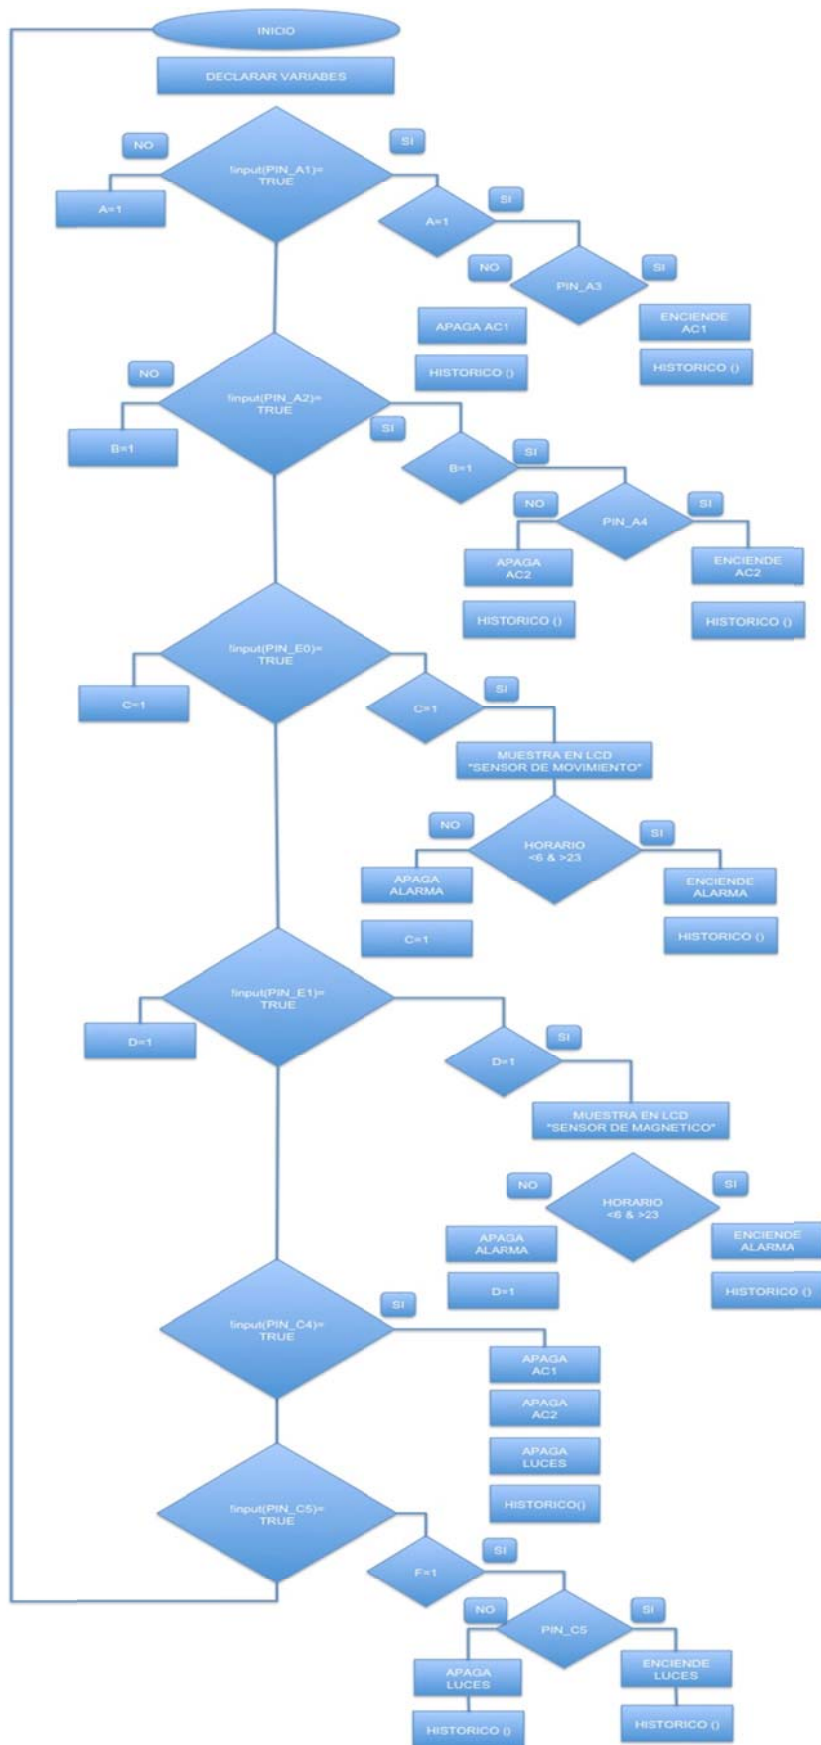 INICIO
DECLARAR VARIABES
NO
SI
!input(PIN_A1)=
TRUE
A=1
A=1
SI
NO
SI
PIN_A3
APAGA AC1
ENCIENDE
AC1
HISTORICO ()
HISTORICO ()
NO
!input(PIN_A2)=
TRUE
SI
B=1
B=1
SI
NO
SI
PIN_A4
APAGA
AC2
ENCIENDE
AC2
HISTORICO ()
HISTORICO ()
!input(PIN_E0)=
TRUE
C=1
C=1
SI
MUESTRA EN LCD
"SENSOR DE MOVIMIENTO"
NO
SI
HORARIO
<6 & >23
APAGA
ALARMA
ENCIENDE
ALARMA
C=1
HISTORICO ()
!input(PIN_E1)=
TRUE
D=1
D=1
SI
MUESTRA EN LCD
"SENSOR DE MAGNETICO"
NO
SI
HORARIO
<6 & >23
APAGA
ALARMA
ENCIENDE
ALARMA
D=1
HISTORICO ()
!input(PIN_C4)=
TRUE
SI
APAGA
AC1
APAGA
AC2
APAGA
LUCES
HISTORICO()
!input(PIN_C5)=
TRUE
F=1
SI
NO
SI
PIN_C5
APAGA
LUCES
ENCIENDE
LUCES
HISTORICO ()
HISTORICO ()